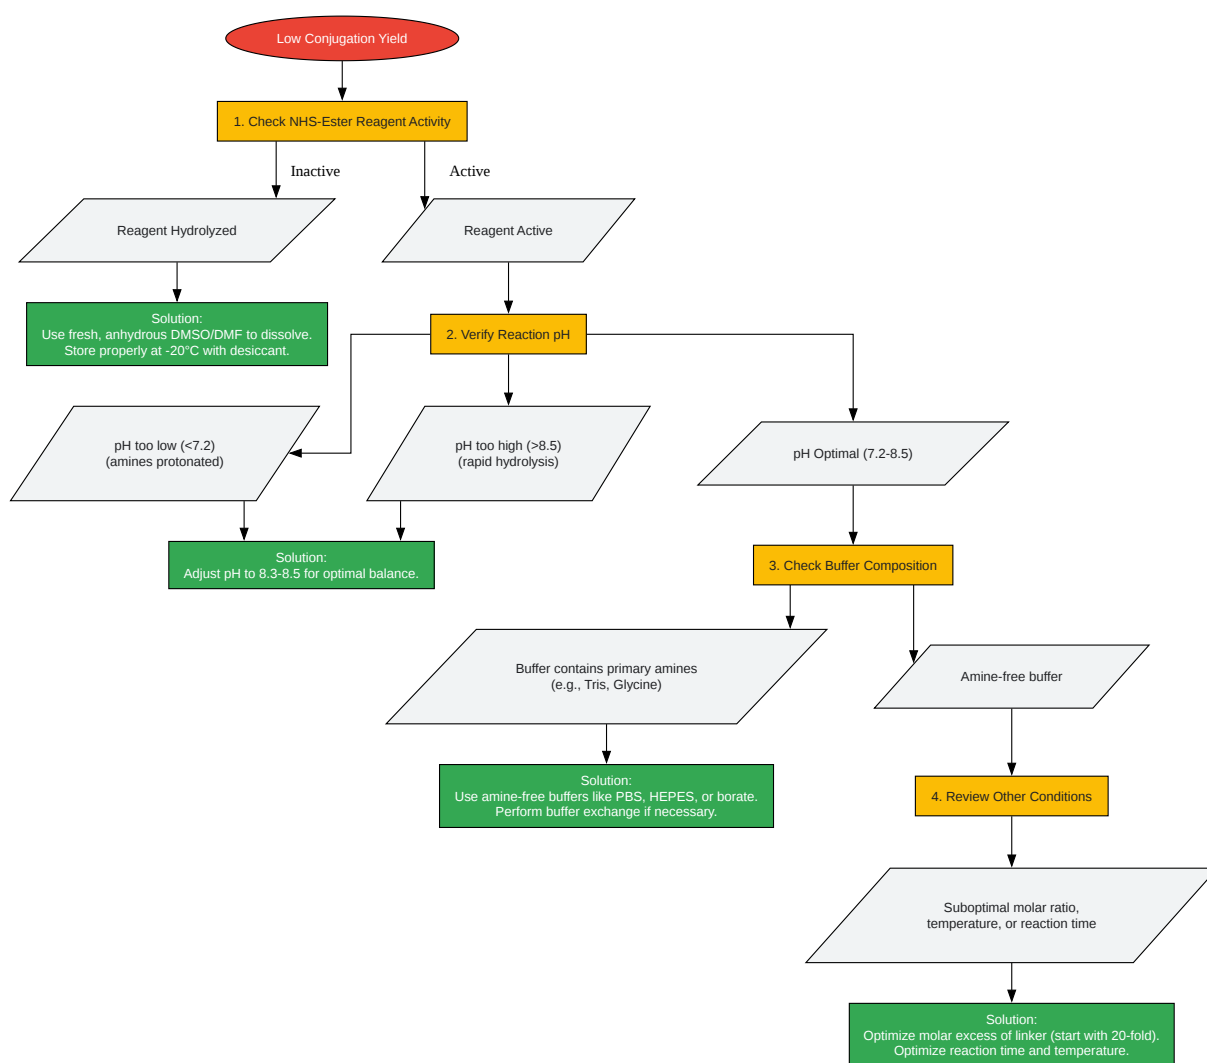 Low Conjugation Yield
1. Check NHS-Ester Reagent Activity
Inactive
Active
Reagent Hydrolyzed
Reagent Active
Solution:
Use fresh, anhydrous DMSO/DMF to dissolve.
Store properly at -20°C with desiccant.
2. Verify Reaction pH
pH too low (<7.2)
(amines protonated)
pH too high (>8.5)
(rapid hydrolysis)
pH Optimal (7.2-8.5)
Solution:
Adjust pH to 8.3-8.5 for optimal balance.
3. Check Buffer Composition
Buffer contains primary amines
(e.g., Tris, Glycine)
Amine-free buffer
Solution:
Use amine-free buffers like PBS, HEPES, or borate.
Perform buffer exchange if necessary.
4. Review Other Conditions
Suboptimal molar ratio,
temperature, or reaction time
Solution:
Optimize molar excess of linker (start with 20-fold).
Optimize reaction time and temperature.